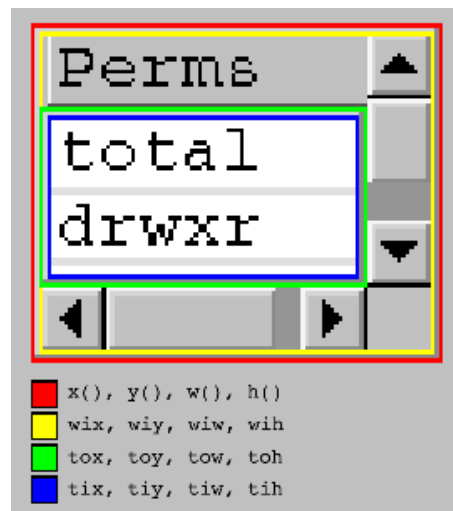 Perms
total
drwxr
x(), y(), w(), h()
wix, wiy, wiw, wih
tox, toy, tow, toh
tix, tiy, tiw, tih